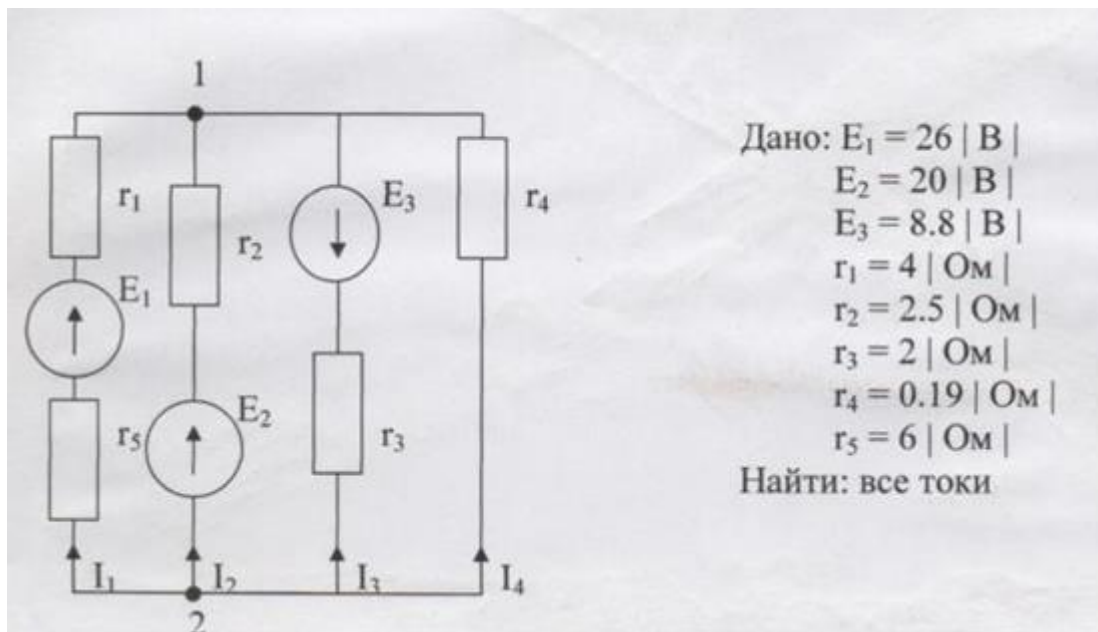 1
r₁
r₂
E₃
r₄
E₁
E₂
r₅
r₃
I₁
I₂
I₃
I₄
2
Дано: E₁ = 26 | В |
E₂ = 20 | В |
E₃ = 8.8 | В |
r₁ = 4 | Ом |
r₂ = 2.5 | Ом |
r₃ = 2 | Ом |
r₄ = 0.19 | Ом |
r₅ = 6 | Ом |
Найти: все токи